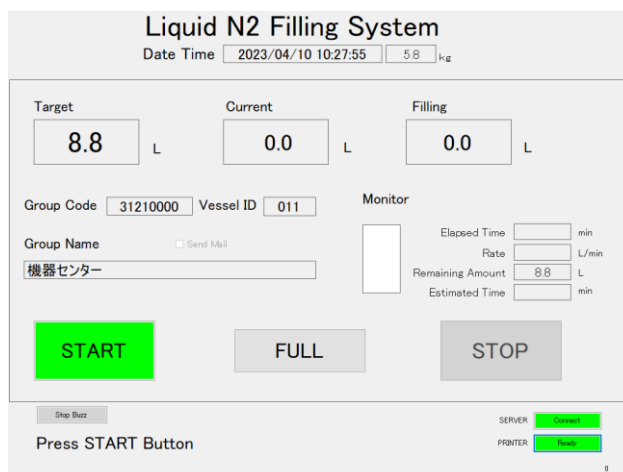 Liquid N2 Filling System
Date Time 2023/04/10 10:27:55 5.8 kg
Target Current Filling
8.8 L 0.0 L 0.0 L
Group Code 31210000 Vessel ID 011
Group Name Send Mail
機器センター
Monitor
Elapsed Time min
Rate L/min
Remaining Amount 8.8 L
Estimated Time min
START FULL STOP
Stop Buzz
Press START Button
SERVER Connect
PRINTER Ready
0